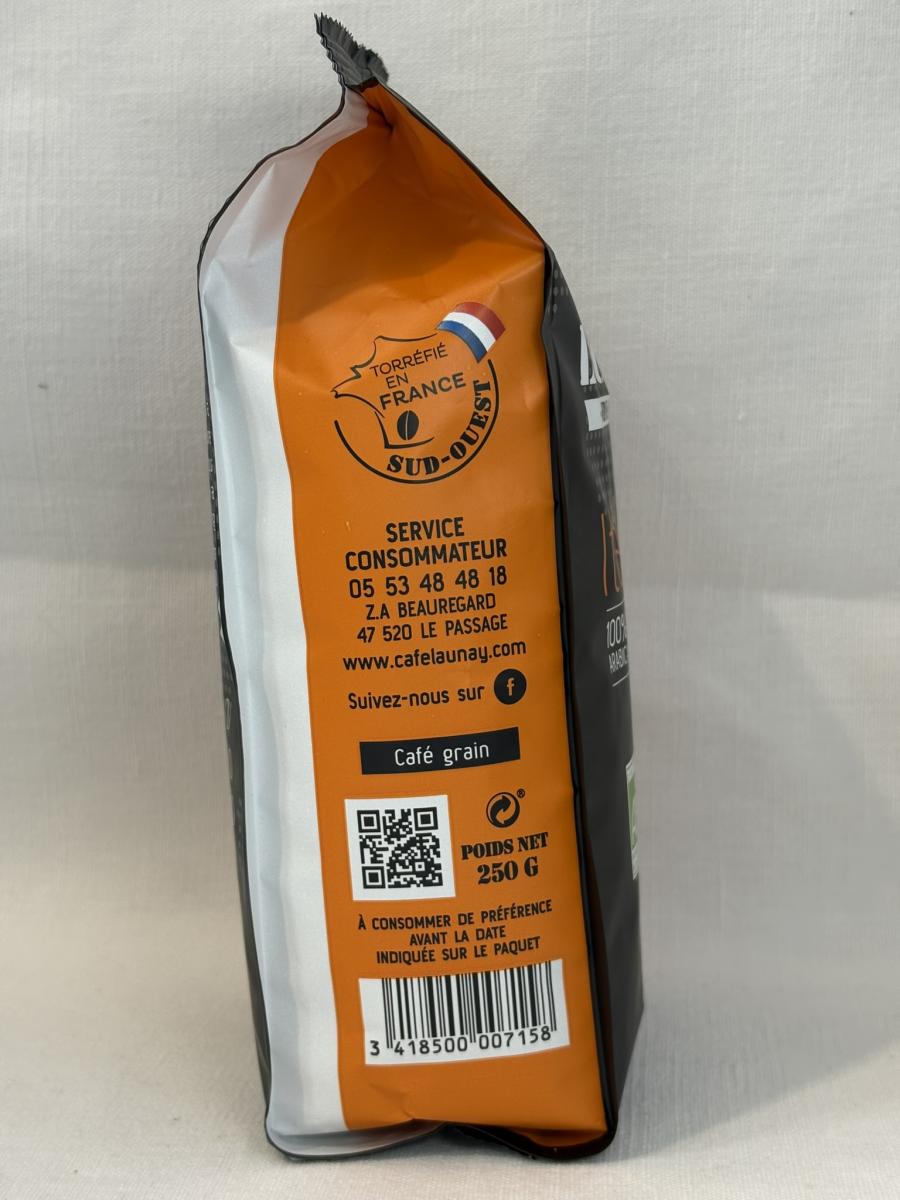 TORRÉFIÉ
EN
FRANCE
SUD-OUEST
SERVICE
CONSOMMATEUR
05 53 48 48 18
Z.A BEAUREGARD
47 520 LE PASSAGE
www.cafelaunay.com
Suivez-nous sur f
Café grain
POIDS NET
250 G
À CONSOMMER DE PRÉFÉRENCE
AVANT LA DATE
INDIQUÉE SUR LE PAQUET
3 418500 007158
100%